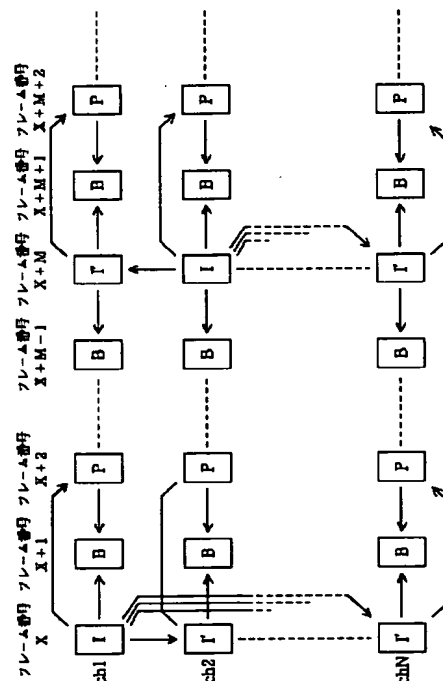 フレーム番号 フレーム番号 フレーム番号 フレーム番号 フレーム番号 フレーム番号 フレーム番号
X X+1 X+2 X+M-1 X+M X+M+1 X+M+2
ch1 I B P B I' B P
ch2 I' B P B I B P
chN I' B P B I' B P